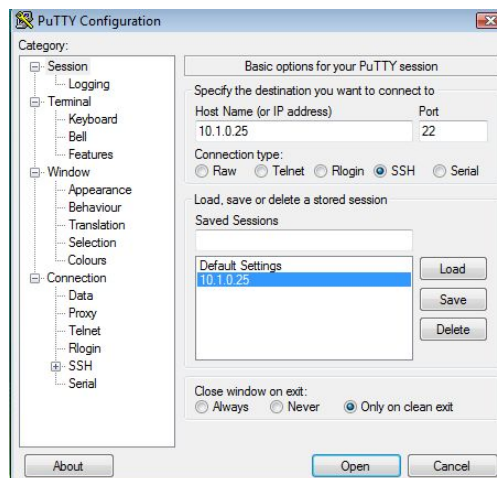 PuTTY Configuration
Category:
Session
Logging
Terminal
Keyboard
Bell
Features
Window
Appearance
Behaviour
Translation
Selection
Colours
Connection
Data
Proxy
Telnet
Rlogin
SSH
Serial
Basic options for your PuTTY session
Specify the destination you want to connect to
Host Name (or IP address) Port
10.1.0.25 22
Connection type:
Raw Telnet Rlogin SSH Serial
Load, save or delete a stored session
Saved Sessions
Default Settings
10.1.0.25
Load
Save
Delete
Close window on exit:
Always Never Only on clean exit
About Open Cancel